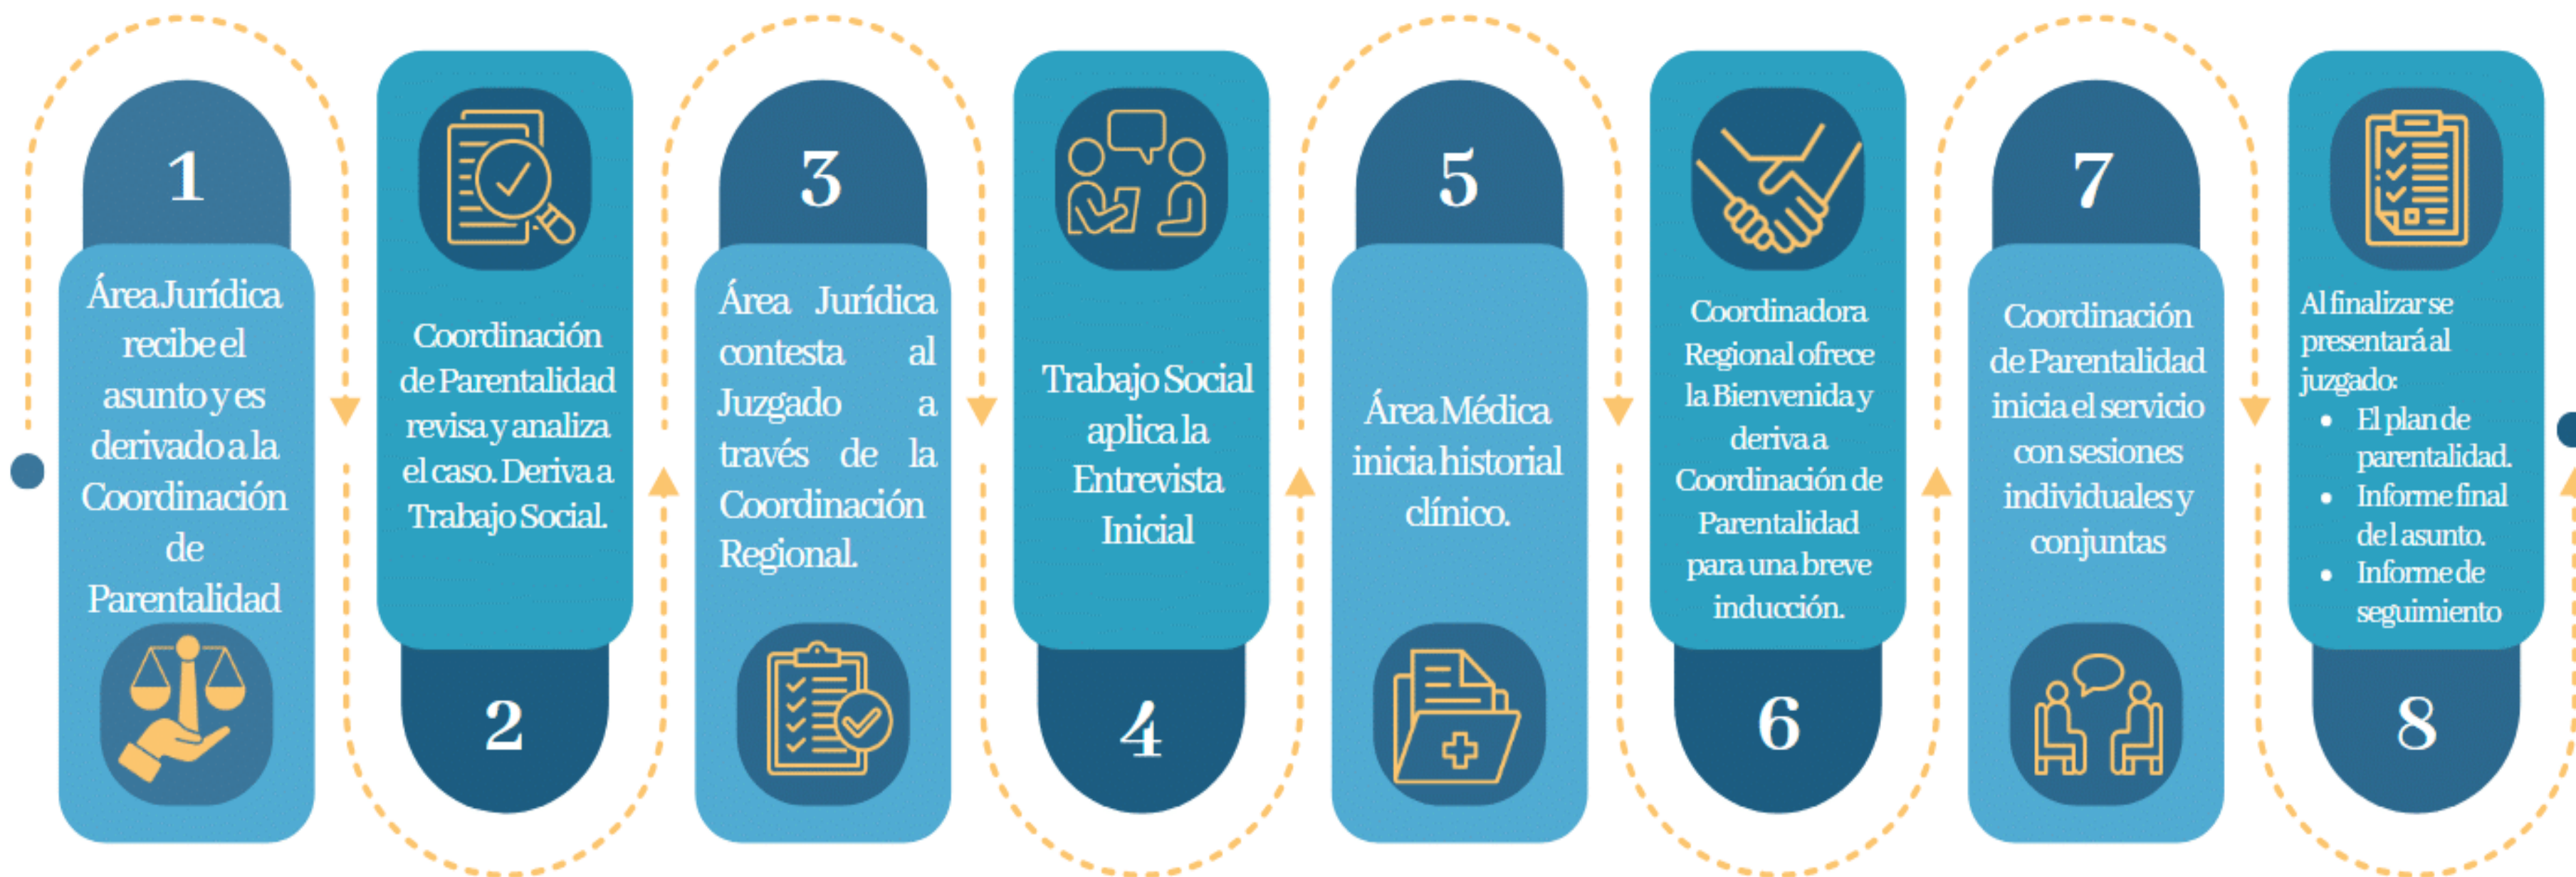 1
Área Jurídica
recibe el
asunto y es
derivado a la
Coordinación
de
Parentalidad
Coordinación
de Parentalidad
revisa y analiza
el caso. Deriva a
Trabajo Social.
2
3
Área Jurídica
contesta al
Juzgado a
través de la
Coordinación
Regional.
Trabajo Social
aplica la
Entrevista
Inicial
4
5
Área Médica
inicia historial
clínico.
Coordinadora
Regional ofrece
la Bienvenida y
deriva a
Coordinación de
Parentalidad
para una breve
inducción.
6
7
Coordinación
de Parentalidad
inicia el servicio
con sesiones
individuales y
conjuntas
Al finalizar se
presentará al
juzgado:
• El plan de
parentalidad.
• Informe final
del asunto.
• Informe de
seguimiento
8